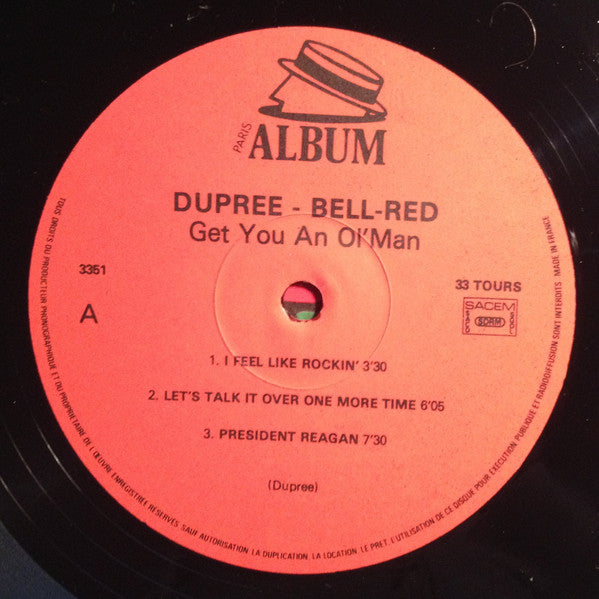 PARIS
ALBUM
DUPREE - BELL-RED
Get You An Ol'Man
3351
33 TOURS
A
SACEM
SACD
SDRM
SGDL
1. I FEEL LIKE ROCKIN' 3'30
2. LET'S TALK IT OVER ONE MORE TIME 6'05
3. PRESIDENT REAGAN 7'30
(Dupree)
TOUS DROITS DU PRODUCTEUR PHONOGRAPHIQUE ET DU PROPRIETAIRE DE L'ŒUVRE ENREGISTREE RESERVES. SAUF AUTORISATION, LA DUPLICATION, LA LOCATION, LE PRET, L'UTILISATION DE CE DISQUE POUR EXECUTION PUBLIQUE ET RADIODIFFUSION SONT INTERDITS MADE IN FRANCE